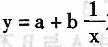 y = a + b 1/x